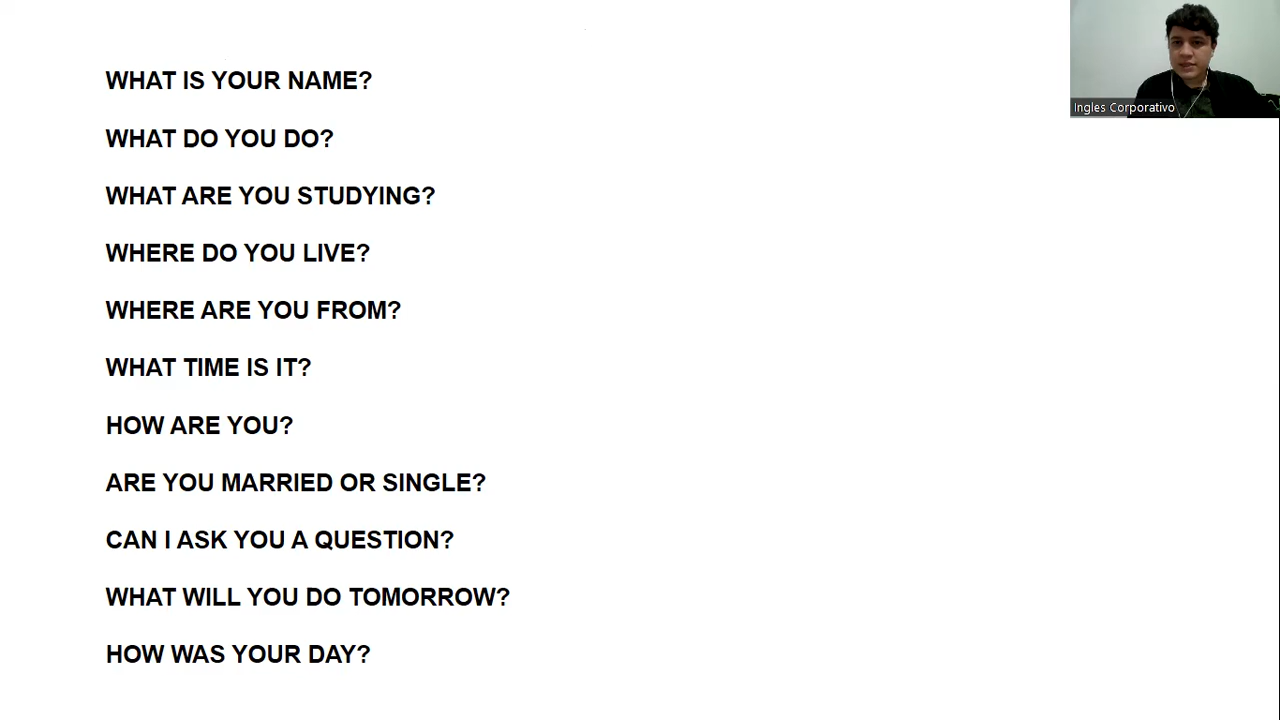 WHAT IS YOUR NAME?
WHAT DO YOU DO?
WHAT ARE YOU STUDYING?
WHERE DO YOU LIVE?
WHERE ARE YOU FROM?
WHAT TIME IS IT?
HOW ARE YOU?
ARE YOU MARRIED OR SINGLE?
CAN I ASK YOU A QUESTION?
WHAT WILL YOU DO TOMORROW?
HOW WAS YOUR DAY?
Ingles Corporativo